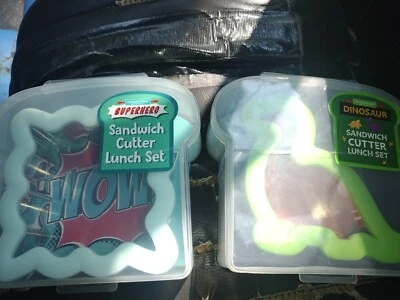 SUPERHERO
Sandwich
Cutter
Lunch Set
WOW
DINOSAUR
SANDWICH
CUTTER
LUNCH SET